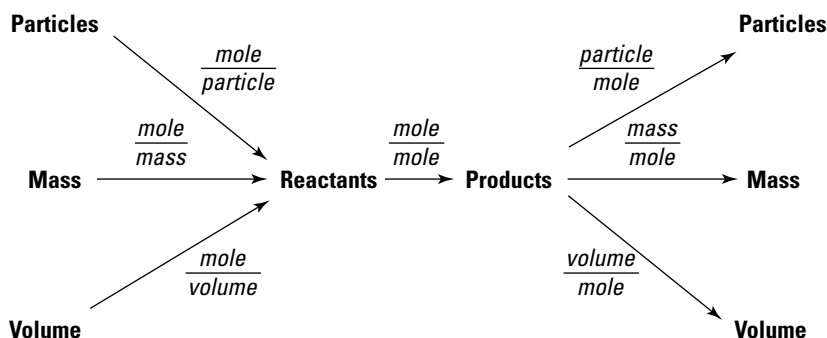 Particles
Particles
mole
particle
particle
mole
mole
mass
mole
mole
mass
mole
Mass
Reactants
Products
Mass
mole
volume
volume
mole
Volume
Volume